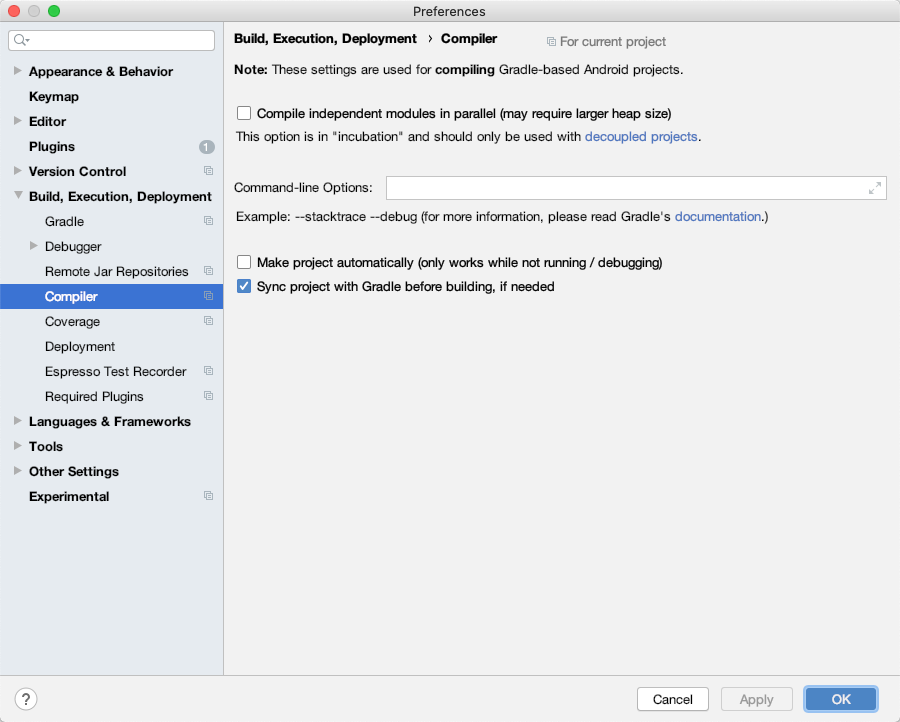 Preferences
Appearance & Behavior
Keymap
Editor
Plugins 1
Version Control
Build, Execution, Deployment
Gradle
Debugger
Remote Jar Repositories
Compiler
Coverage
Deployment
Espresso Test Recorder
Required Plugins
Languages & Frameworks
Tools
Other Settings
Experimental
Build, Execution, Deployment › Compiler For current project
Note: These settings are used for compiling Gradle-based Android projects.
Compile independent modules in parallel (may require larger heap size)
This option is in "incubation" and should only be used with decoupled projects.
Command-line Options:
Example: --stacktrace --debug (for more information, please read Gradle's documentation.)
Make project automatically (only works while not running / debugging)
Sync project with Gradle before building, if needed
? Cancel Apply OK